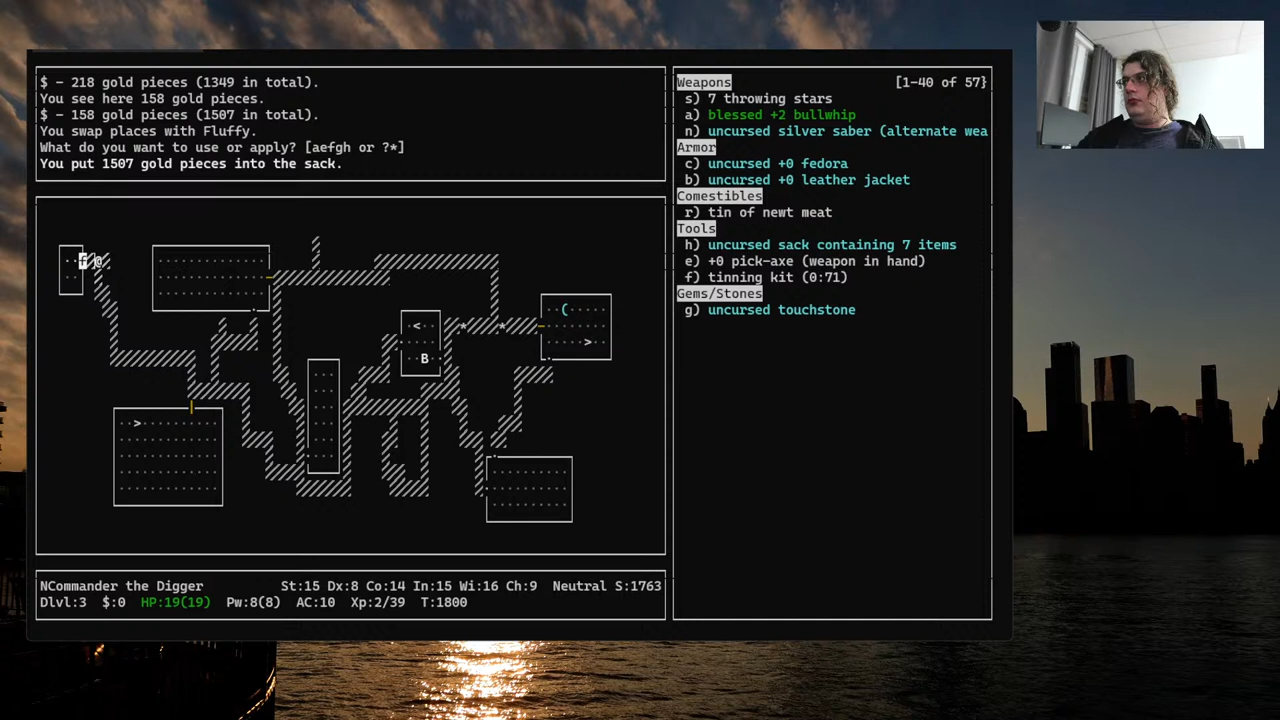 $ - 218 gold pieces (1349 in total).
You see here 158 gold pieces.
$ - 158 gold pieces (1507 in total).
You swap places with Fluffy.
What do you want to use or apply? [aefgh or ?*]
You put 1507 gold pieces into the sack.
Weapons [1-40 of 57}
s) 7 throwing stars
a) blessed +2 bullwhip
n) uncursed silver saber (alternate wea
Armor
c) uncursed +0 fedora
b) uncursed +0 leather jacket
Comestibles
r) tin of newt meat
Tools
h) uncursed sack containing 7 items
e) +0 pick-axe (weapon in hand)
f) tinning kit (0:71)
Gems/Stones
g) uncursed touchstone
NCommander the Digger St:15 Dx:8 Co:14 In:15 Wi:16 Ch:9 Neutral S:1763
Dlvl:3 $:0 HP:19(19) Pw:8(8) AC:10 Xp:2/39 T:1800